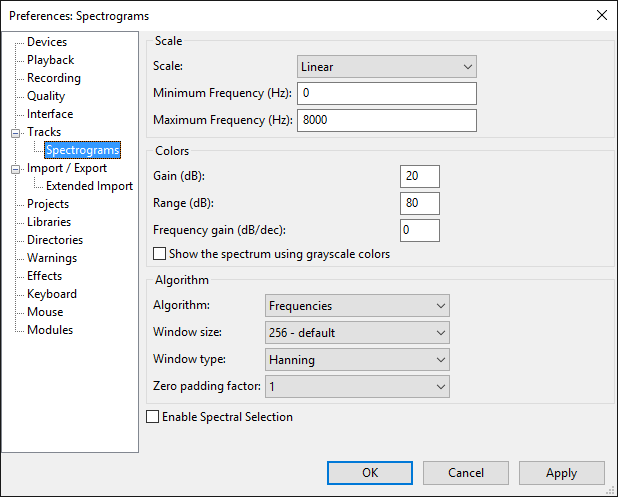 Preferences: Spectrograms
Devices
Playback
Recording
Quality
Interface
Tracks
Spectrograms
Import / Export
Extended Import
Projects
Libraries
Directories
Warnings
Effects
Keyboard
Mouse
Modules
Scale
Scale: Linear
Minimum Frequency (Hz): 0
Maximum Frequency (Hz): 8000
Colors
Gain (dB): 20
Range (dB): 80
Frequency gain (dB/dec): 0
Show the spectrum using grayscale colors
Algorithm
Algorithm: Frequencies
Window size: 256 - default
Window type: Hanning
Zero padding factor: 1
Enable Spectral Selection
OK Cancel Apply